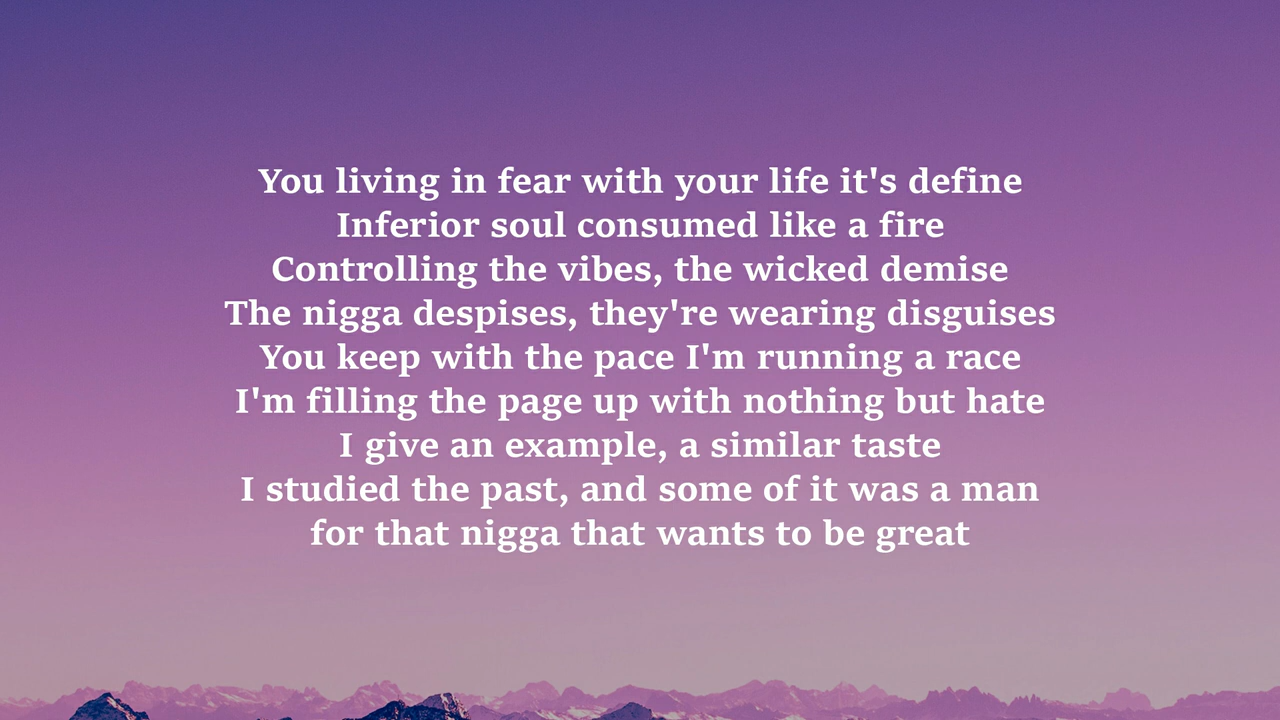 You living in fear with your life it's define
Inferior soul consumed like a fire
Controlling the vibes, the wicked demise
The nigga despises, they're wearing disguises
You keep with the pace I'm running a race
I'm filling the page up with nothing but hate
I give an example, a similar taste
I studied the past, and some of it was a man
for that nigga that wants to be great